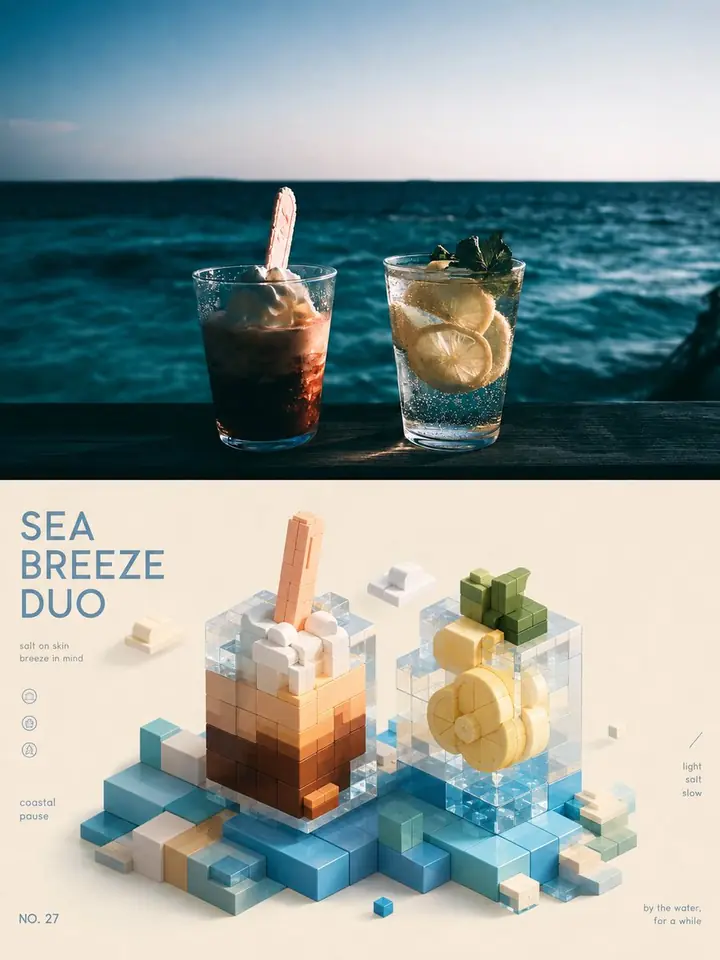 SEA
BREEZE
DUO
salt on skin
breeze in mind
coastal
pause
NO. 27
light
salt
slow
by the water,
for a while